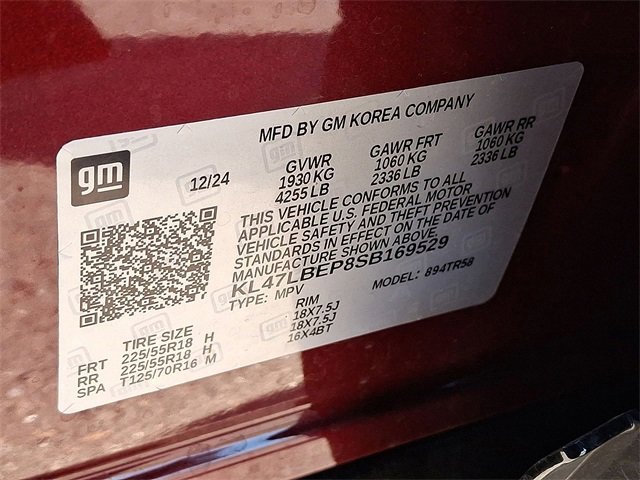 MFD BY GM KOREA COMPANY
gm
12/24
GVWR GAWR FRT GAWR RR
1930 KG 1060 KG 1060 KG
4255 LB 2336 LB 2336 LB
THIS VEHICLE CONFORMS TO ALL
APPLICABLE U.S. FEDERAL MOTOR
VEHICLE SAFETY AND THEFT PREVENTION
STANDARDS IN EFFECT ON THE DATE OF
MANUFACTURE SHOWN ABOVE.
KL47LBEP8SB169529
TYPE: MPV MODEL: 894TR58
TIRE SIZE RIM
FRT 225/55R18 H 18X7.5J
RR 225/55R18 H 18X7.5J
SPA T125/70R16 M 16X4BT